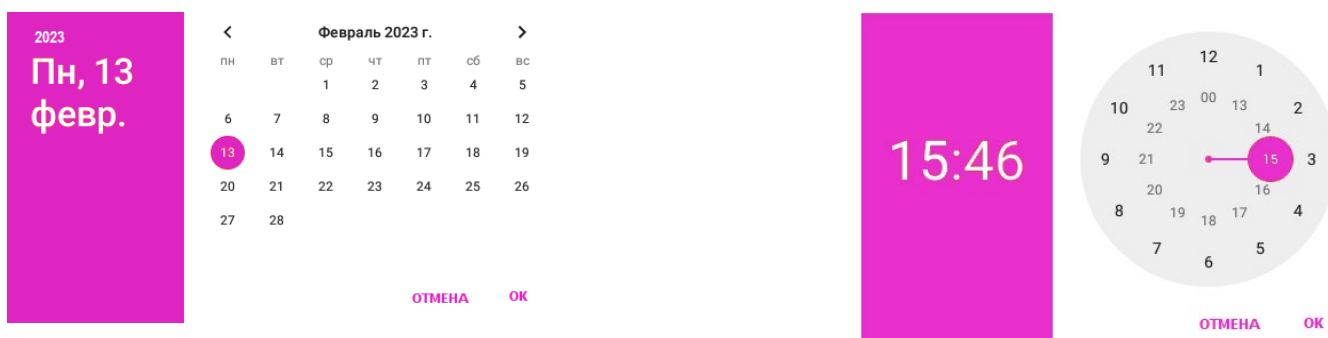 2023
Пн, 13
февр.
Февраль 2023 г.
пн вт ср чт пт сб вс
1 2 3 4 5
6 7 8 9 10 11 12
13 14 15 16 17 18 19
20 21 22 23 24 25 26
27 28
ОТМЕНА OK
15:46
12
11 1
00
23 13
10 2
22 14
9 21 15 3
20 16
8 4
19 17
18
7 5
6
ОТМЕНА OK